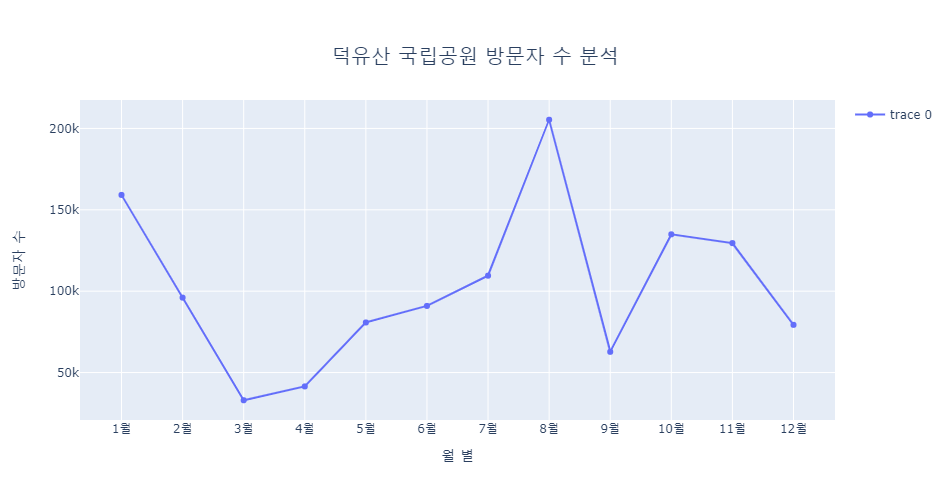 덕유산 국립공원 방문자 수 분석
trace 0
방문자 수
200k
150k
100k
50k
1월 2월 3월 4월 5월 6월 7월 8월 9월 10월 11월 12월
월 별